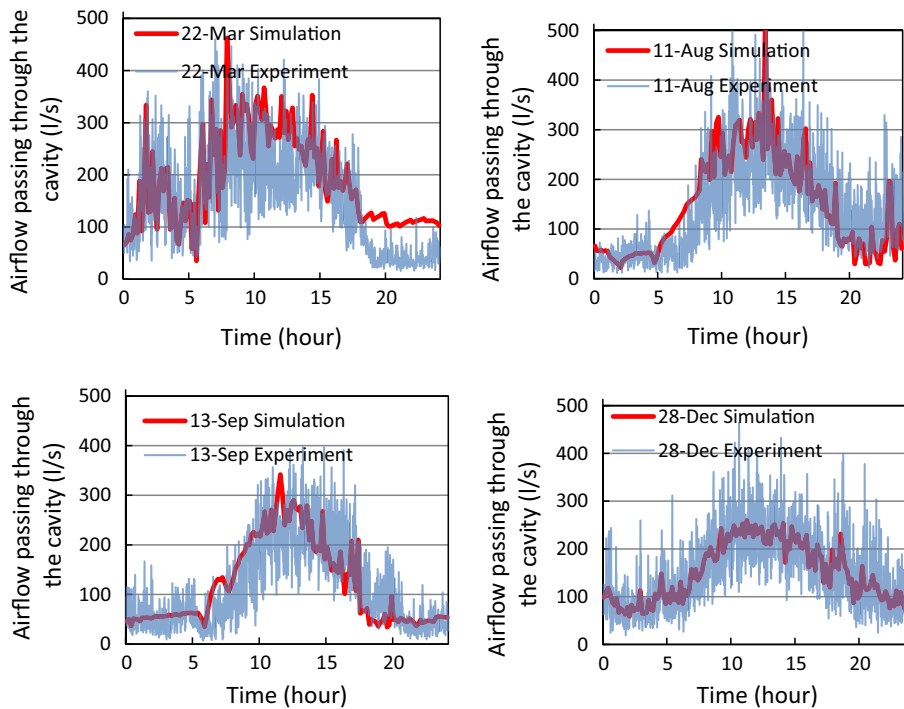 Airflow passing through the
cavity (l/s)
500
400
300
200
100
0
22-Mar Simulation
22-Mar Experiment
0 5 10 15 20
Time (hour)
Airflow passing through
the cavity (l/s)
500
400
300
200
100
0
11-Aug Simulation
11-Aug Experiment
0 5 10 15 20
Time (hour)
Airflow passing through
the cavity (l/s)
500
400
300
200
100
0
13-Sep Simulation
13-Sep Experiment
0 5 10 15 20
Time (hour)
Airflow passing through
the cavity (l/s)
500
400
300
200
100
0
28-Dec Simulation
28-Dec Experiment
0 5 10 15 20
Time (hour)